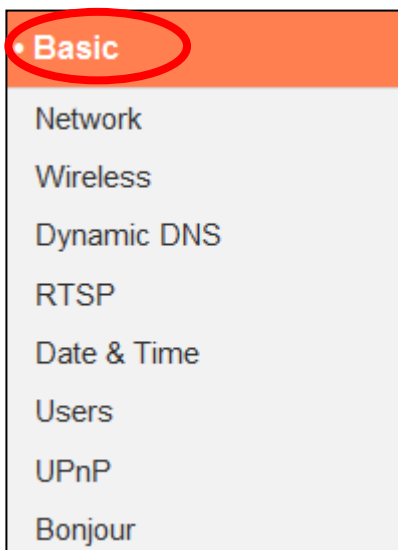 • Basic
Network
Wireless
Dynamic DNS
RTSP
Date & Time
Users
UPnP
Bonjour